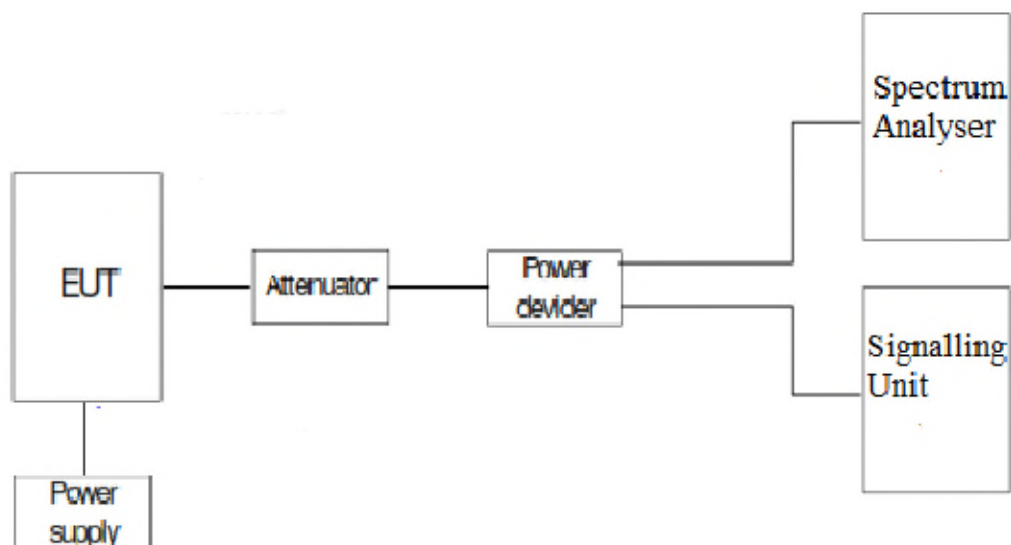 EUT
Attenuator
Power
devider
Spectrum
Analyser
Signalling
Unit
Power
supply